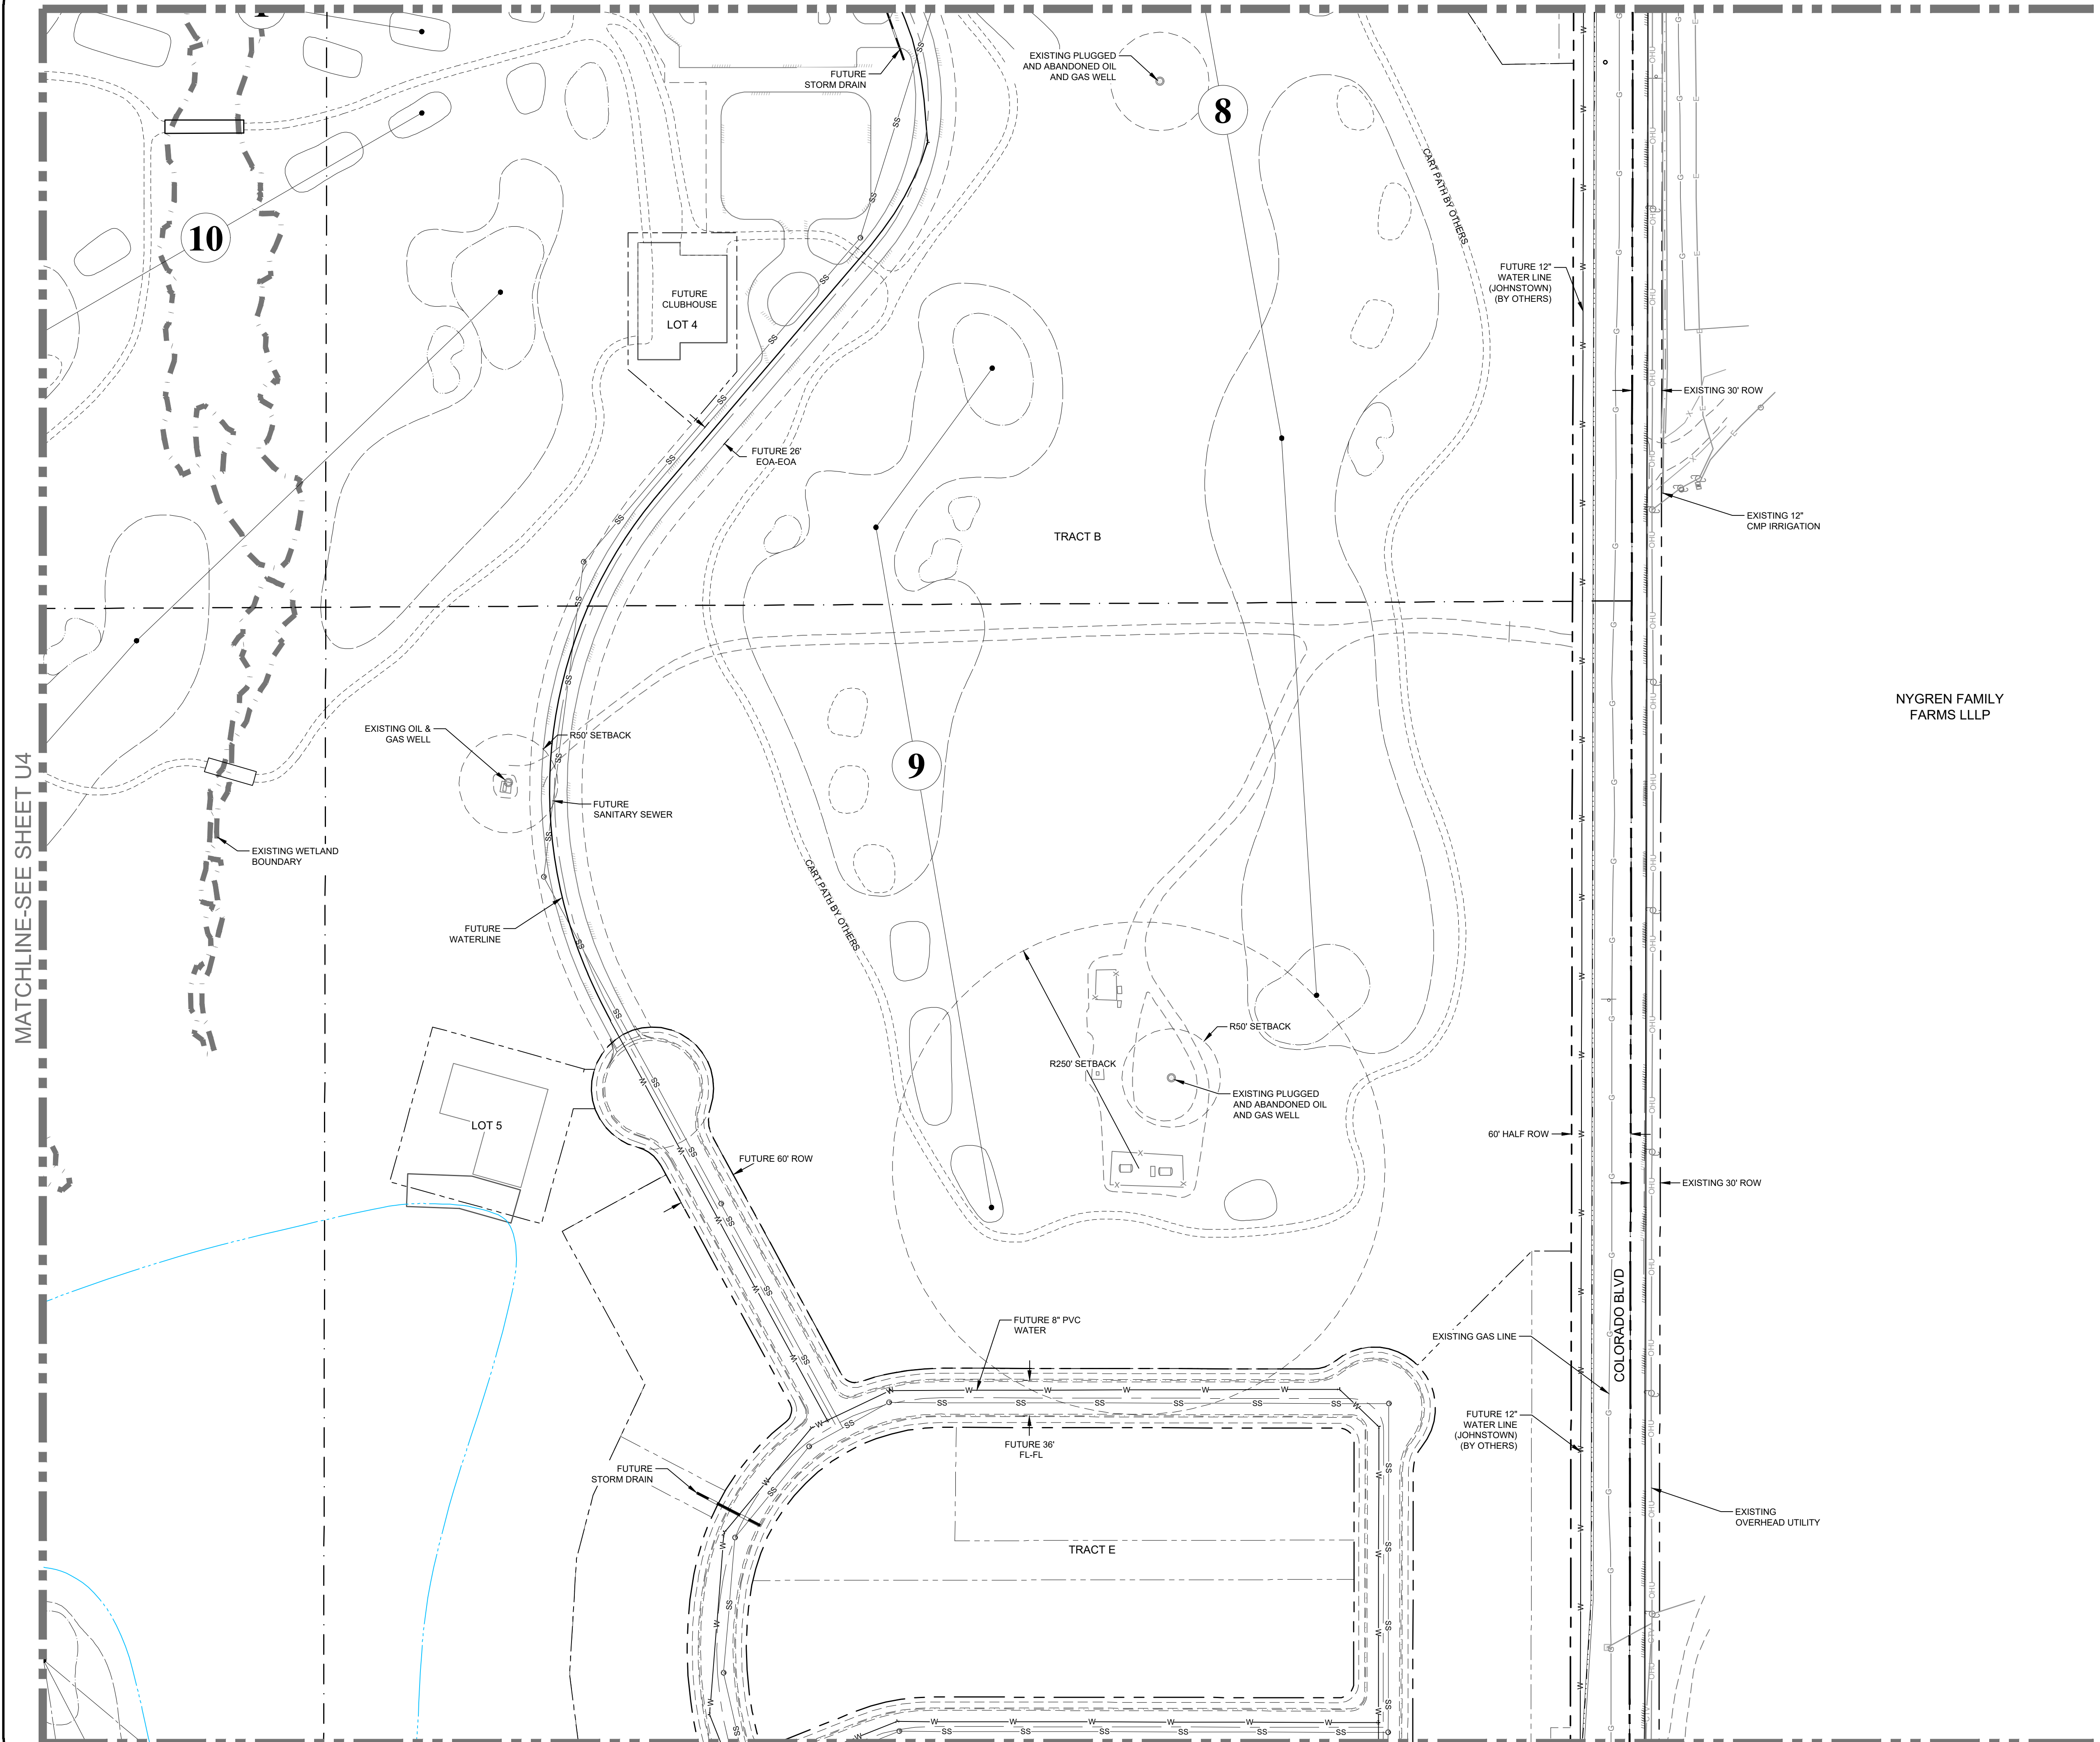 FUTURE
STORM DRAIN
EXISTING PLUGGED
AND ABANDONED OIL
AND GAS WELL
8
CART PATH BY OTHERS
10
FUTURE 12"
WATER LINE
(JOHNSTOWN)
(BY OTHERS)
FUTURE
CLUBHOUSE
LOT 4
EXISTING 30' ROW
FUTURE 26'
EOA-EOA
EXISTING 12"
CMP IRRIGATION
TRACT B
NYGREN FAMILY
FARMS LLLP
EXISTING OIL &
GAS WELL
R50' SETBACK
9
FUTURE
SANITARY SEWER
MATCHLINE-SEE SHEET U4
EXISTING WETLAND
BOUNDARY
CART PATH BY OTHERS
FUTURE
WATERLINE
R50' SETBACK
R250' SETBACK
EXISTING PLUGGED
AND ABANDONED OIL
AND GAS WELL
LOT 5
60' HALF ROW
FUTURE 60' ROW
EXISTING 30' ROW
FUTURE 8" PVC
WATER
EXISTING GAS LINE
COLORADO BLVD
FUTURE 12"
WATER LINE
(JOHNSTOWN)
(BY OTHERS)
FUTURE 36'
FL-FL
FUTURE
STORM DRAIN
EXISTING
OVERHEAD UTILITY
TRACT E